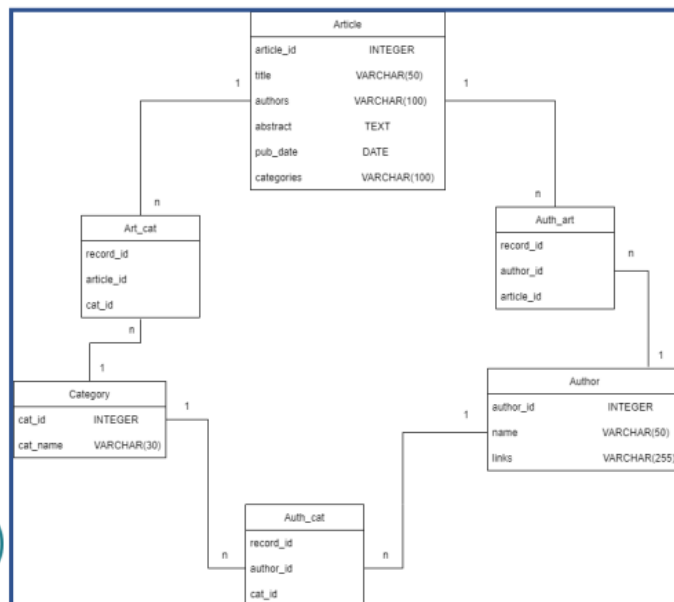 Article
article_id INTEGER
title VARCHAR(50)
authors VARCHAR(100)
abstract TEXT
pub_date DATE
categories VARCHAR(100)
1
1
n
n
Art_cat
record_id
article_id
cat_id
Auth_art
record_id
author_id
article_id
n
n
1
1
Category
cat_id INTEGER
cat_name VARCHAR(30)
Author
author_id INTEGER
name VARCHAR(50)
links VARCHAR(255)
1
1
Auth_cat
record_id
author_id
cat_id
n
n